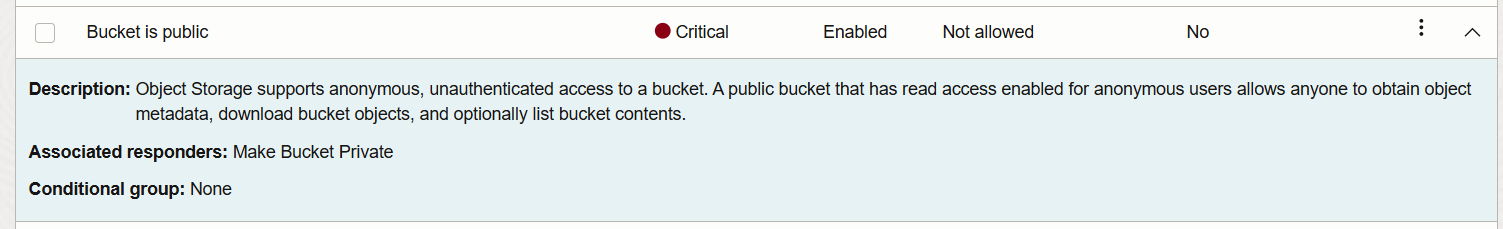 Bucket is public Critical Enabled Not allowed No
Description: Object Storage supports anonymous, unauthenticated access to a bucket. A public bucket that has read access enabled for anonymous users allows anyone to obtain object
metadata, download bucket objects, and optionally list bucket contents.
Associated responders: Make Bucket Private
Conditional group: None